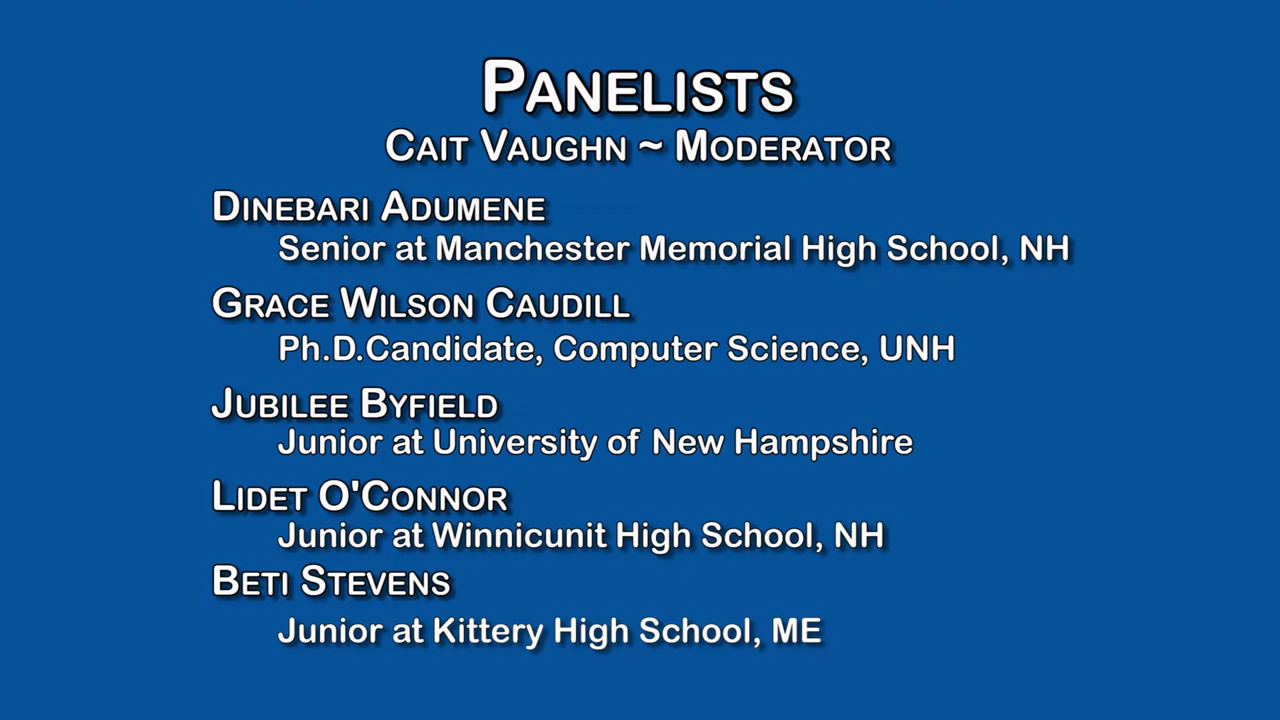 PANELISTS
CAIT VAUGHN ~ MODERATOR
DINEBARI ADUMENE
Senior at Manchester Memorial High School, NH
GRACE WILSON CAUDILL
Ph.D.Candidate, Computer Science, UNH
JUBILEE BYFIELD
Junior at University of New Hampshire
LIDET O'CONNOR
Junior at Winnicunit High School, NH
BETI STEVENS
Junior at Kittery High School, ME